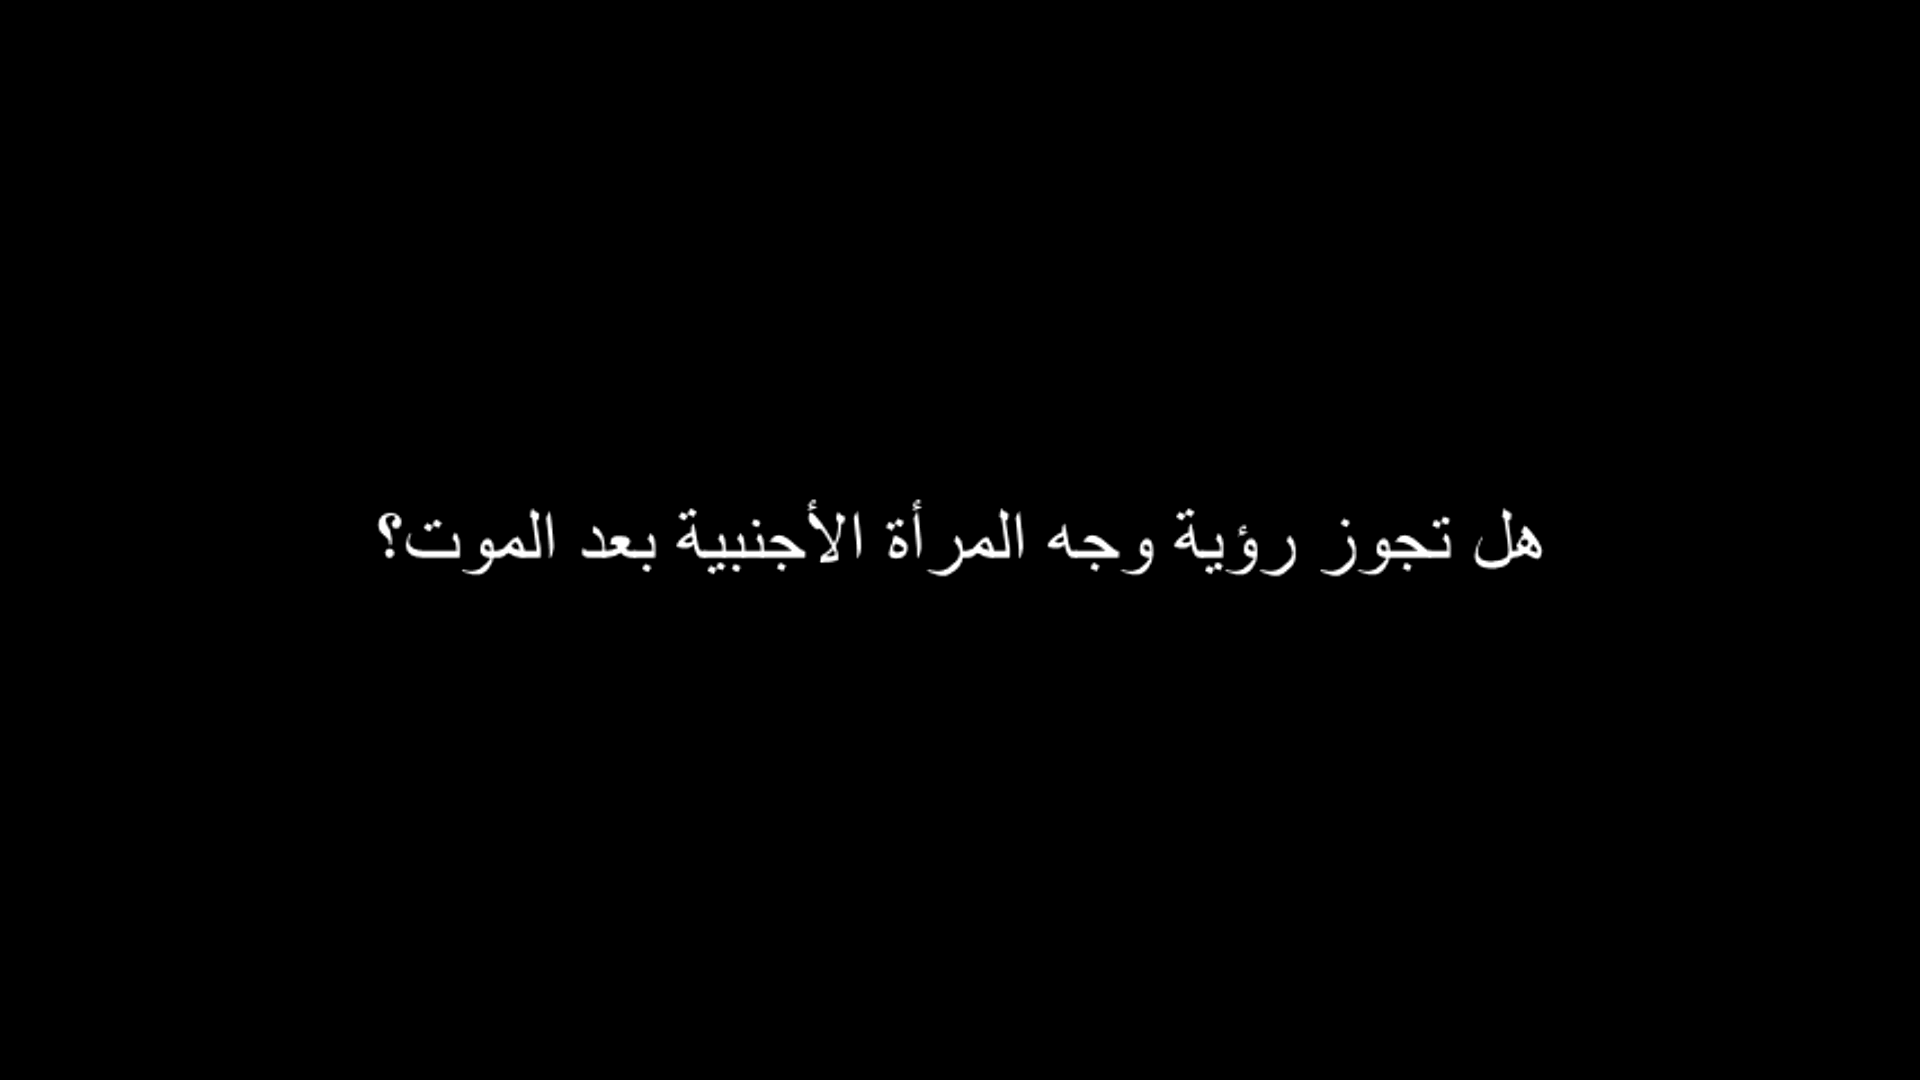 هل تجوز رؤية وجه المرأة الأجنبية بعد الموت؟